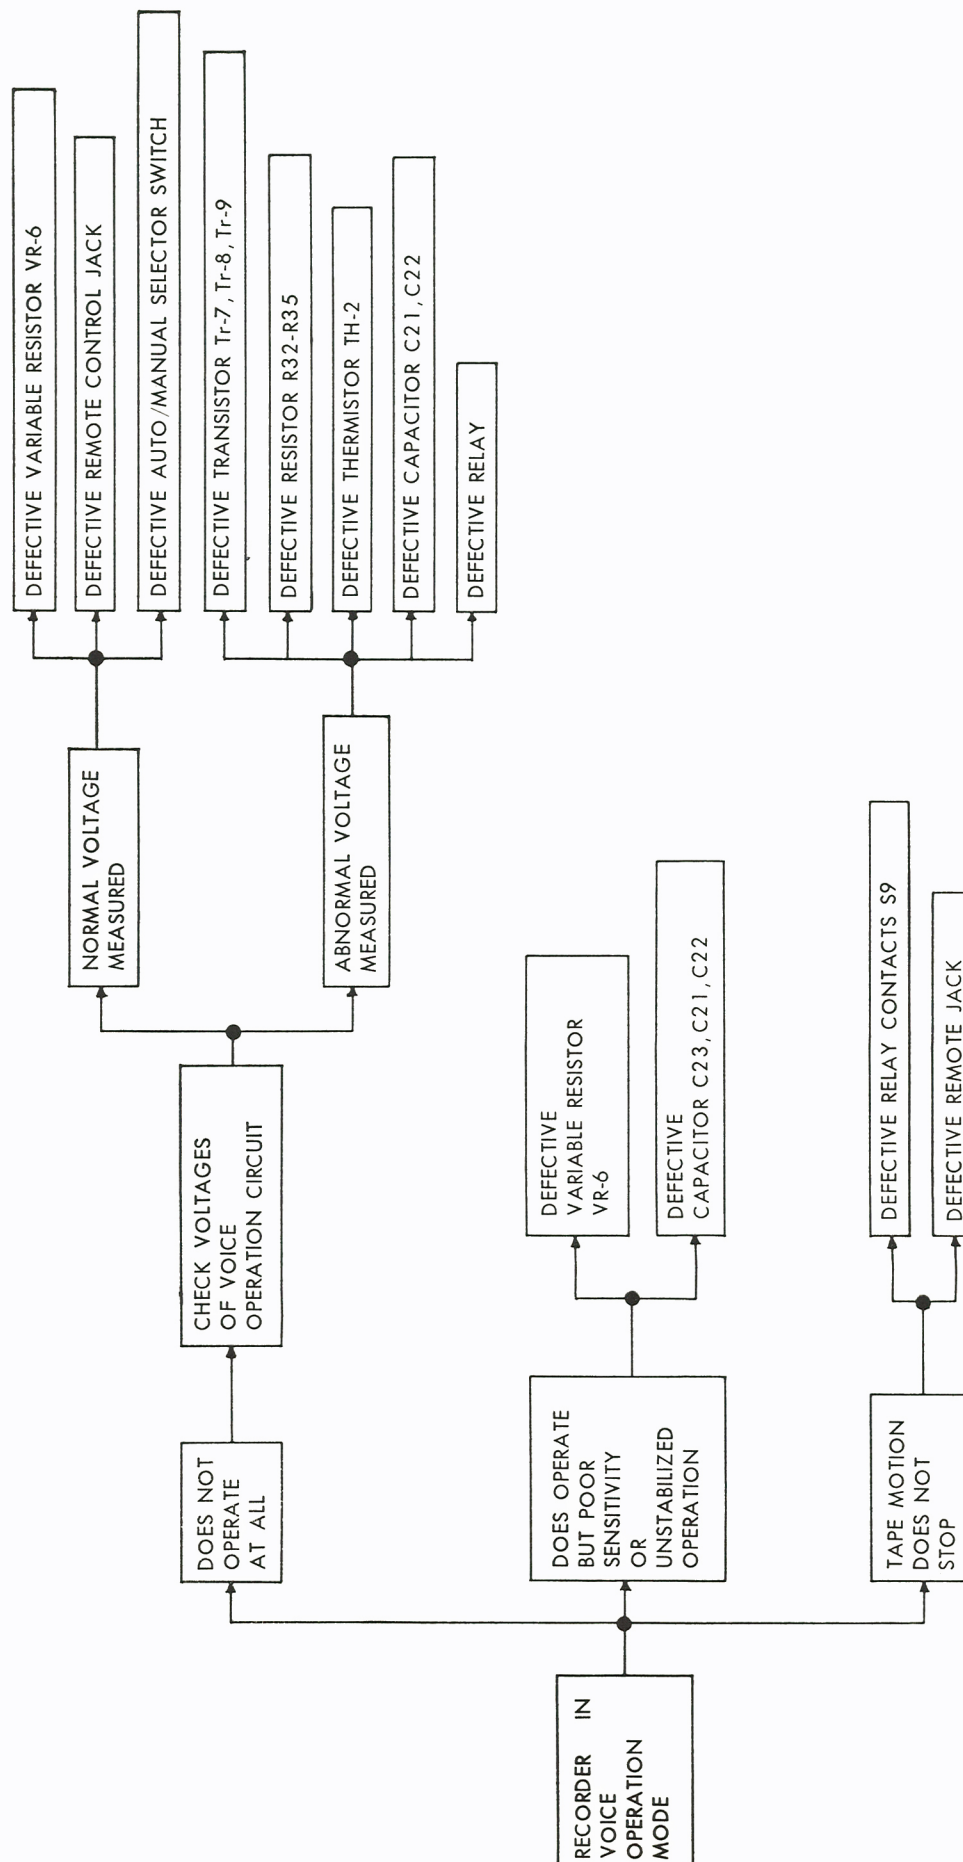 RECORDER IN
VOICE
OPERATION
MODE
DOES NOT
OPERATE
AT ALL
CHECK VOLTAGES
OF VOICE
OPERATION CIRCUIT
NORMAL VOLTAGE
MEASURED
DEFECTIVE VARIABLE RESISTOR VR-6
DEFECTIVE REMOTE CONTROL JACK
DEFECTIVE AUTO/MANUAL SELECTOR SWITCH
ABNORMAL VOLTAGE
MEASURED
DEFECTIVE TRANSISTOR Tr-7, Tr-8, Tr-9
DEFECTIVE RESISTOR R32-R35
DEFECTIVE THERMISTOR TH-2
DEFECTIVE CAPACITOR C21, C22
DEFECTIVE RELAY
DOES OPERATE
BUT POOR
SENSITIVITY
OR
UNSTABILIZED
OPERATION
DEFECTIVE
VARIABLE RESISTOR
VR-6
DEFECTIVE
CAPACITOR C23, C21, C22
TAPE MOTION
DOES NOT
STOP
DEFECTIVE RELAY CONTACTS S9
DEFECTIVE REMOTE JACK